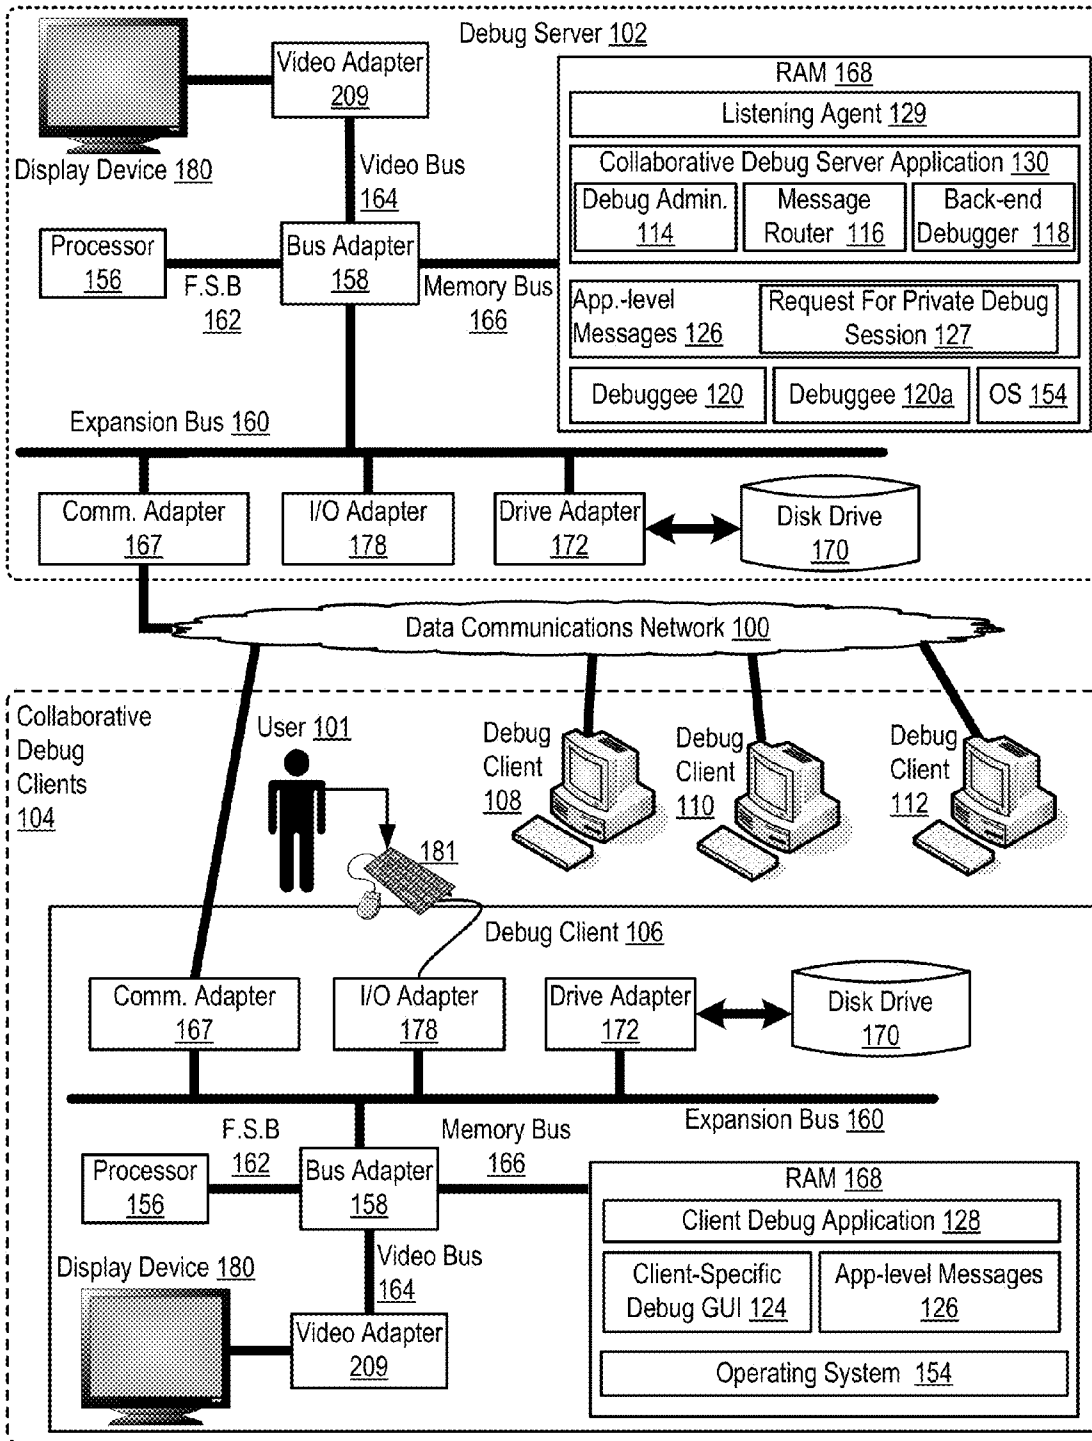 Debug Server 102
Video Adapter
209
Display Device 180
Video Bus
164
Processor
156
F.S.B
162
Bus Adapter
158
Memory Bus
166
RAM 168
Listening Agent 129
Collaborative Debug Server Application 130
Debug Admin.
114
Message
Router 116
Back-end
Debugger 118
App.-level
Messages 126
Request For Private Debug
Session 127
Debuggee 120
Debuggee 120a
OS 154
Expansion Bus 160
Comm. Adapter
167
I/O Adapter
178
Drive Adapter
172
Disk Drive
170
Data Communications Network 100
Collaborative
Debug
Clients
104
User 101
181
Debug
Client
108
Debug
Client
110
Debug
Client
112
Debug Client 106
Comm. Adapter
167
I/O Adapter
178
Drive Adapter
172
Disk Drive
170
Expansion Bus 160
F.S.B
162
Memory Bus
166
Processor
156
Bus Adapter
158
Video Bus
164
Display Device 180
Video Adapter
209
RAM 168
Client Debug Application 128
Client-Specific
Debug GUI 124
App-level Messages
126
Operating System 154